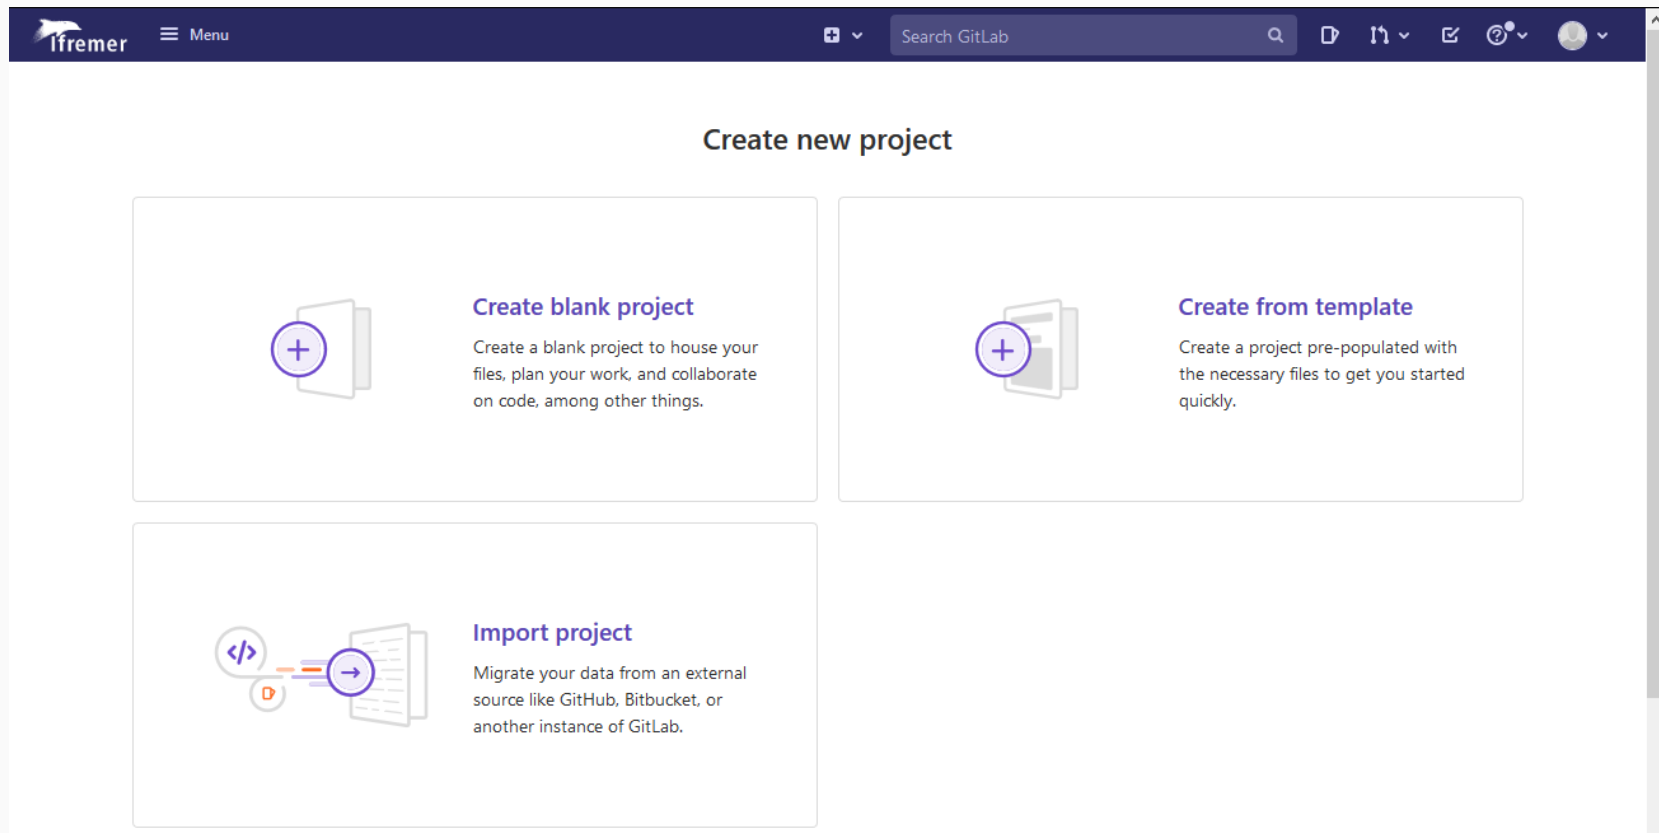 Ifremer
Menu
Search GitLab
Create new project
Create blank project
Create a blank project to house your
files, plan your work, and collaborate
on code, among other things.
Create from template
Create a project pre-populated with
the necessary files to get you started
quickly.
Import project
Migrate your data from an external
source like GitHub, Bitbucket, or
another instance of GitLab.